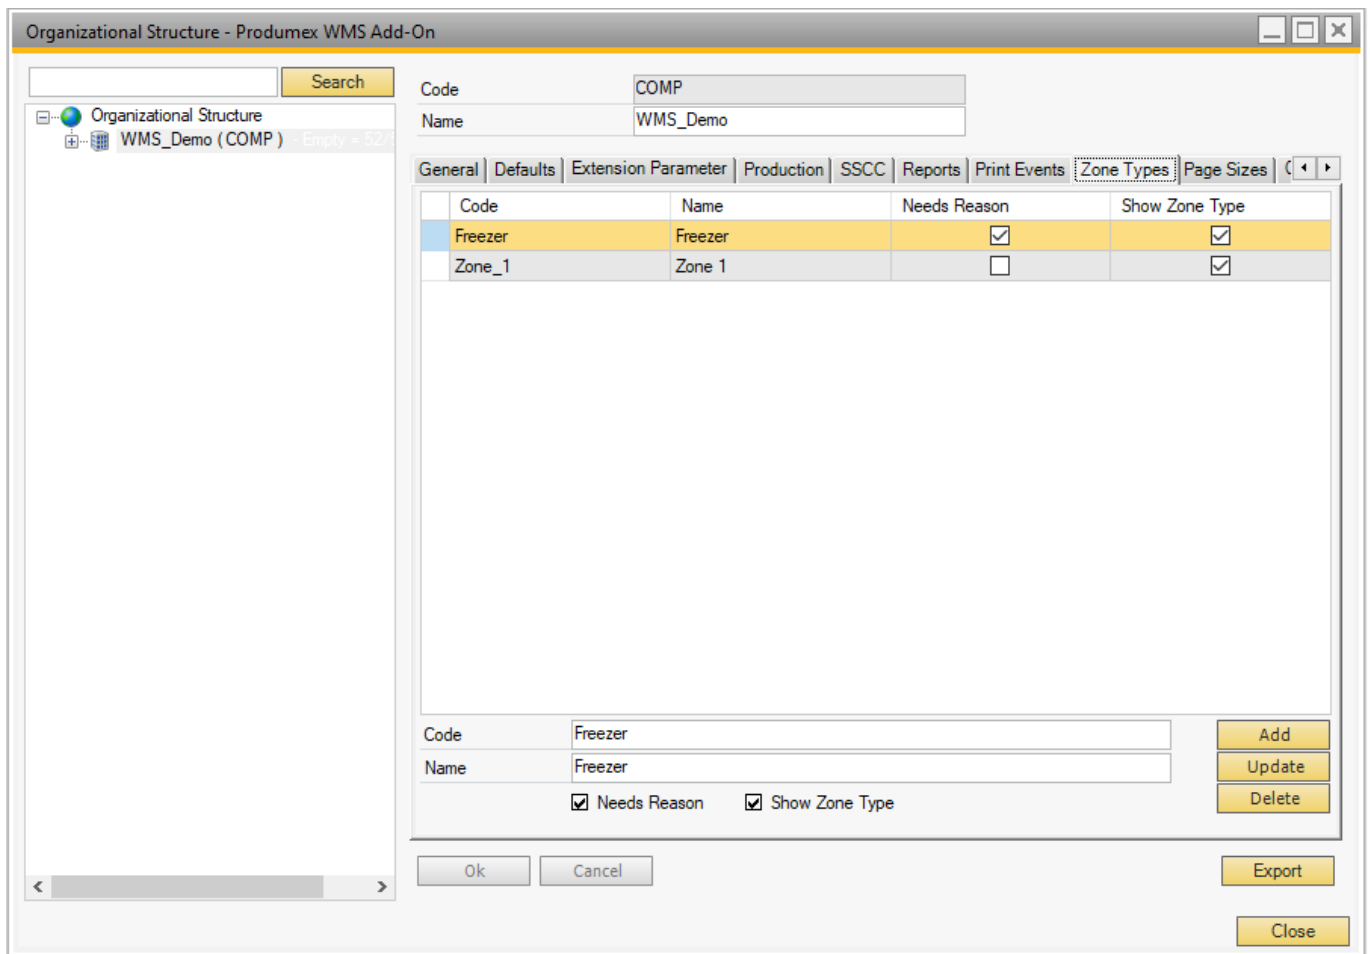 Organizational Structure - Produmex WMS Add-On
Search
Organizational Structure
WMS_Demo ( COMP ) - Empty = 52/
Code COMP
Name WMS_Demo
General Defaults Extension Parameter Production SSCC Reports Print Events Zone Types Page Sizes
Code Name Needs Reason Show Zone Type
Freezer Freezer
Zone_1 Zone 1
Code Freezer
Name Freezer
Needs Reason Show Zone Type
Add
Update
Delete
Ok Cancel Export
Close